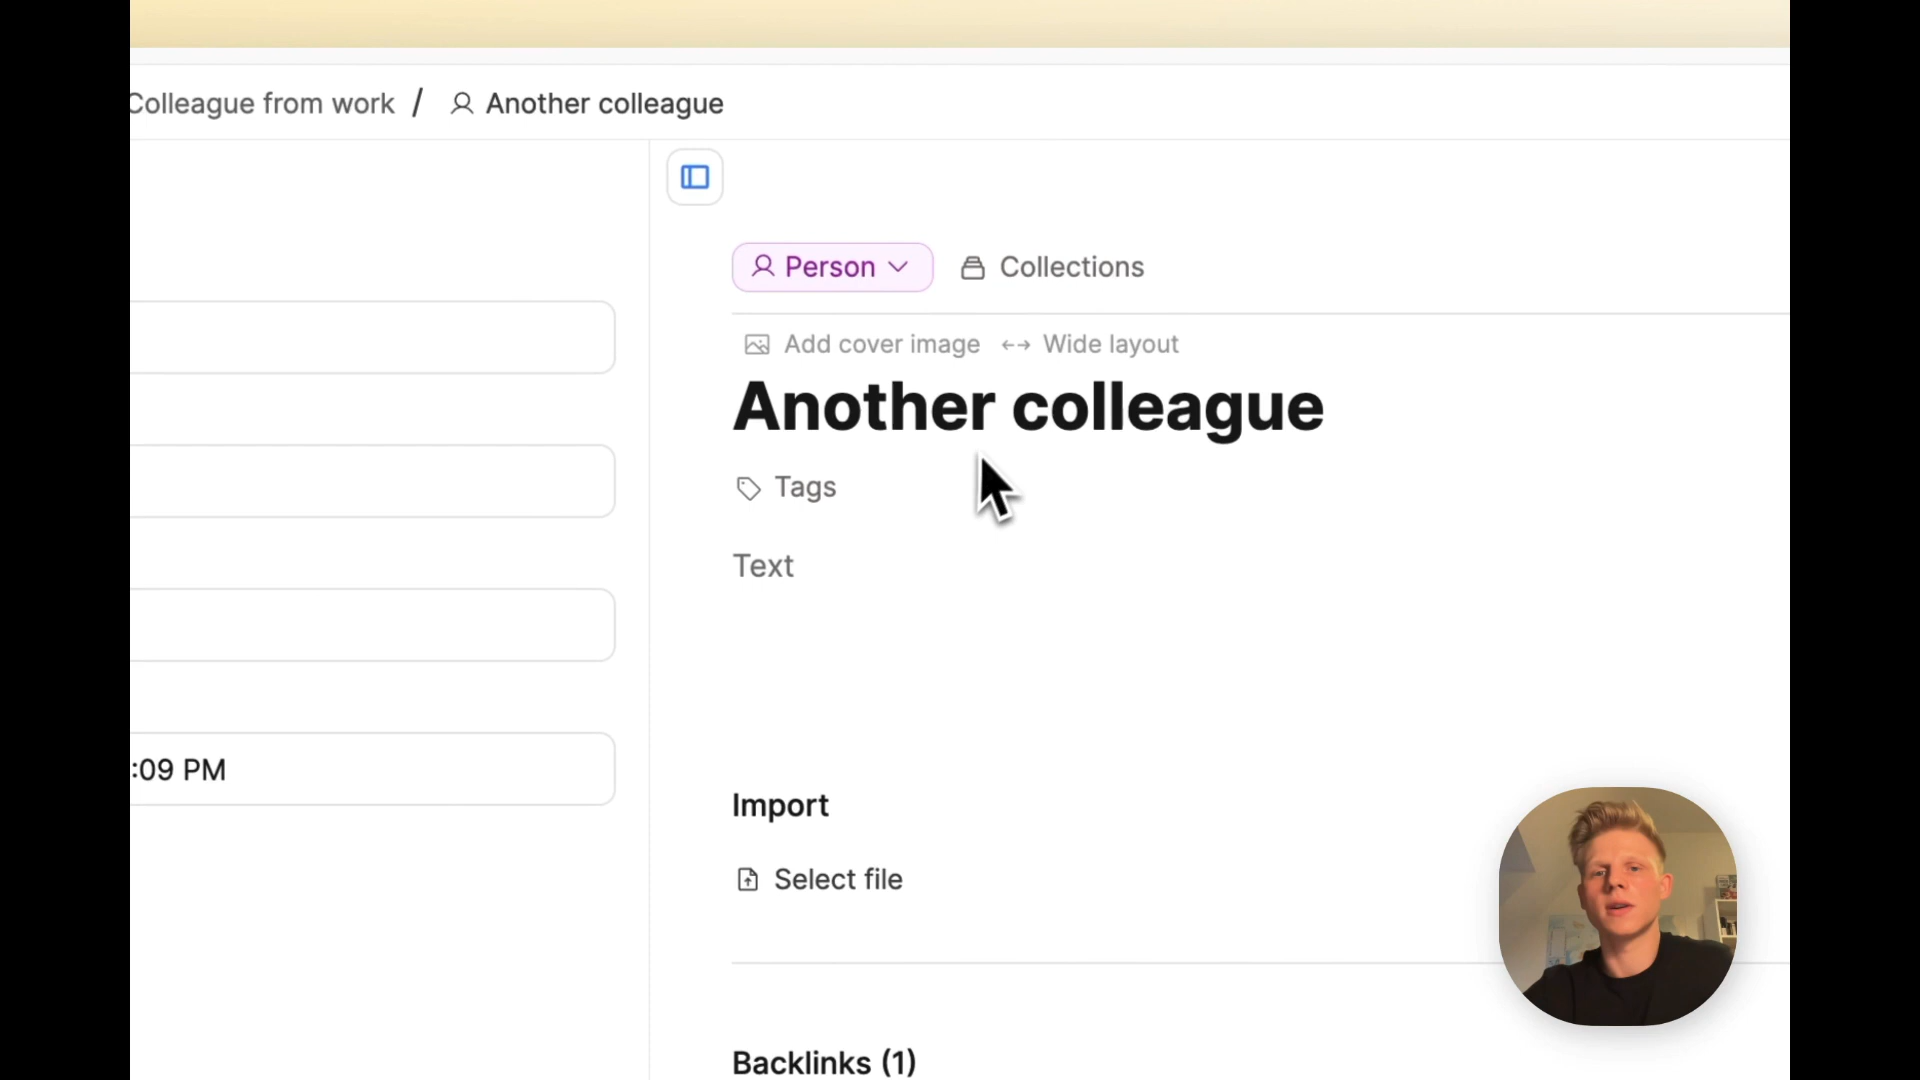 Colleague from work / Another colleague
Person Collections
Add cover image Wide layout
Another colleague
Tags
Text
:09 PM
Import
Select file
Backlinks (1)